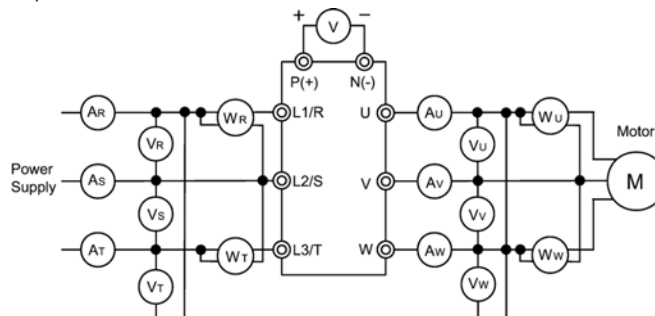 + V −
P(+) N(-)
AR L1/R U AU
WR WU
VR VU
Motor
Power
Supply
AS L2/S V AV
M
VS VV
AT L3/T W AW
WT WW
VT VW